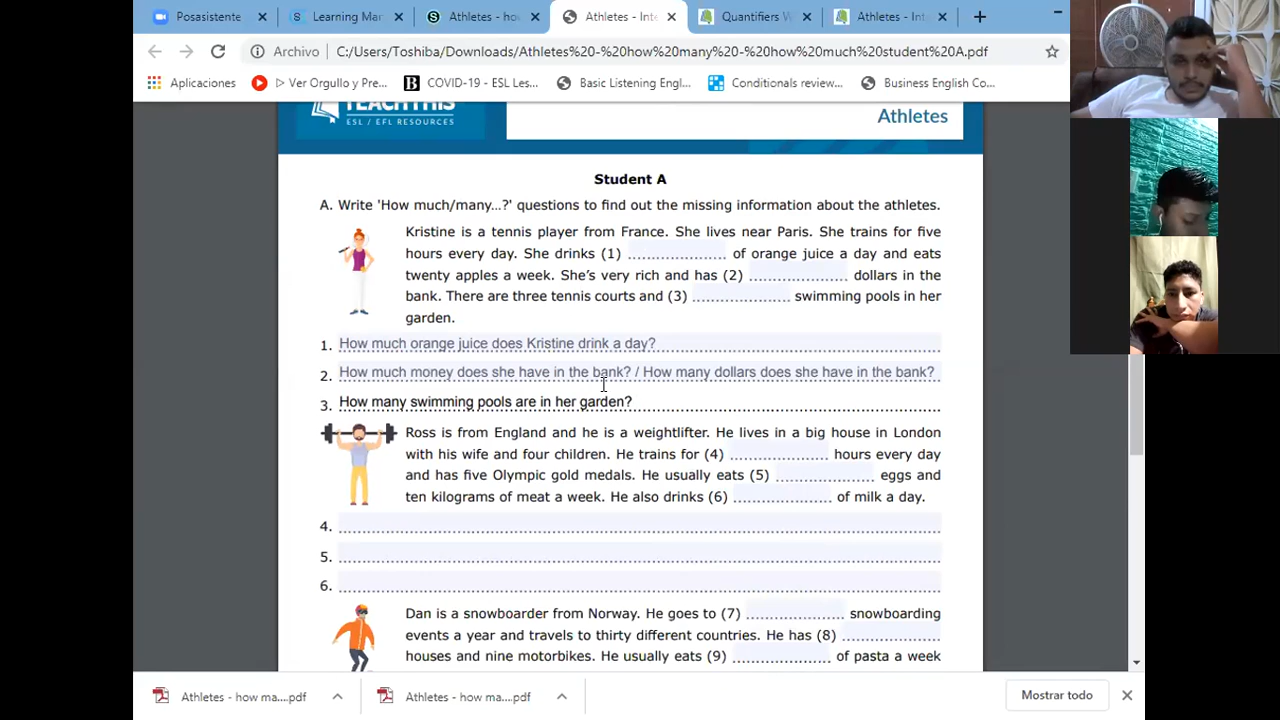 Posasistente
Learning Mar
Athletes - ho
Athletes - Inte
Quantifiers W
Athletes - Int
Archivo
C:/Users/Toshiba/Downloads/Athletes%20-%20how%20many%20-%20how%20much%20student%20A.pdf
Aplicaciones
Ver Orgullo y Pre...
COVID-19 - ESL Les...
Basic Listening Engl...
Conditionals review...
Business English Co...
TEACHTHIS
ESL / EFL RESOURCES
Athletes
Student A
A. Write 'How much/many...?' questions to find out the missing information about the athletes.
Kristine is a tennis player from France. She lives near Paris. She trains for five
hours every day. She drinks (1) ........................ of orange juice a day and eats
twenty apples a week. She's very rich and has (2) ........................ dollars in the
bank. There are three tennis courts and (3) ........................ swimming pools in her
garden.
1. How much orange juice does Kristine drink a day?
2. How much money does she have in the bank? / How many dollars does she have in the bank?
3. How many swimming pools are in her garden?
Ross is from England and he is a weightlifter. He lives in a big house in London
with his wife and four children. He trains for (4) ........................ hours every day
and has five Olympic gold medals. He usually eats (5) ........................ eggs and
ten kilograms of meat a week. He also drinks (6) ........................ of milk a day.
4.
5.
6.
Dan is a snowboarder from Norway. He goes to (7) ........................ snowboarding
events a year and travels to thirty different countries. He has (8) ........................
houses and nine motorbikes. He usually eats (9) ........................ of pasta a week
Athletes - how ma....pdf
Athletes - how ma....pdf
Mostrar todo